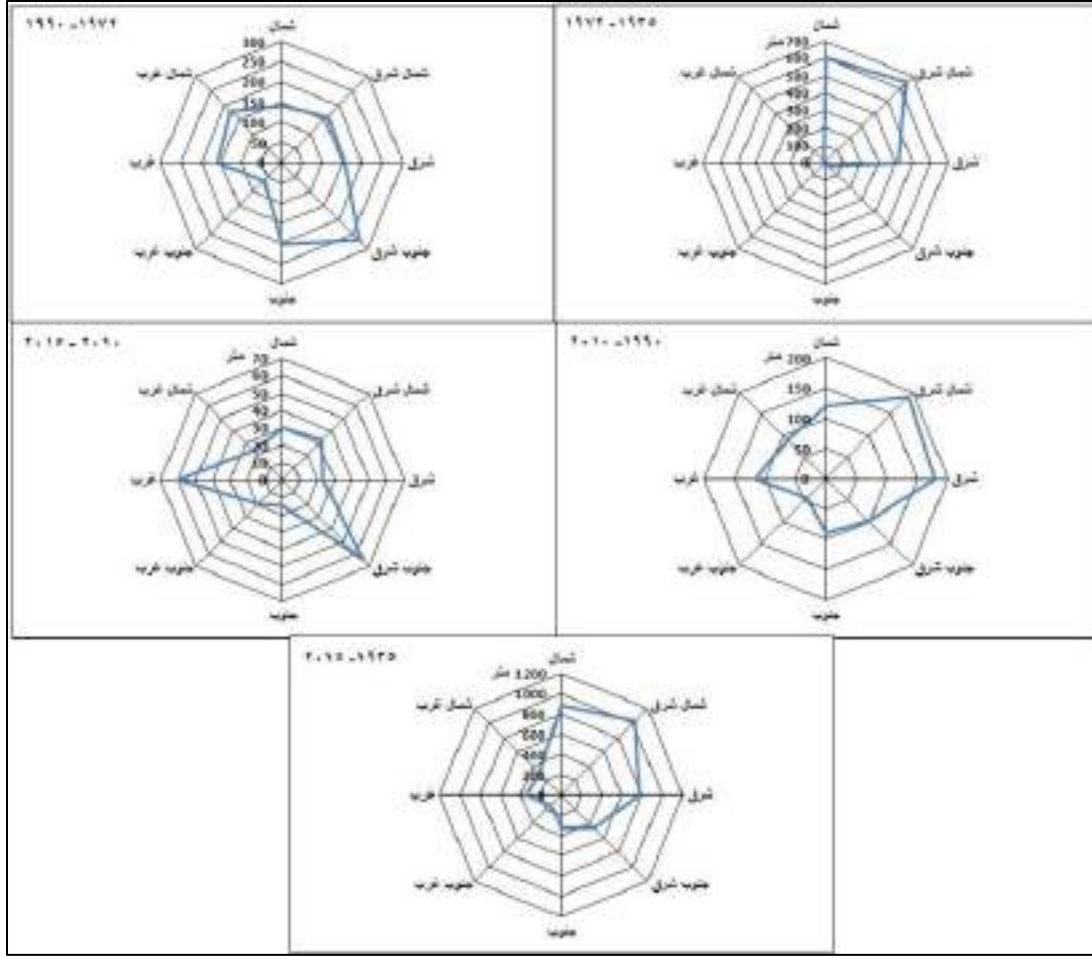 ١٩٧٢-١٩٣٥
شمال
متر
700
600
500
400
300
200
100
0
شمال شرق
شرق
جنوب شرق
جنوب
جنوب غرب
غرب
شمال غرب
١٩٩٠-١٩٧٢
شمال
300
250
200
150
100
50
0
شمال شرق
شرق
جنوب شرق
جنوب
جنوب غرب
غرب
شمال غرب
٢٠١٠-١٩٩٠
شمال
200
150
100
50
0
شمال شرق
شرق
جنوب شرق
جنوب
جنوب غرب
غرب
شمال غرب
٢٠١٥-٢٠١٠
شمال
متر
70
60
50
40
30
20
10
0
شمال شرق
شرق
جنوب شرق
جنوب
جنوب غرب
غرب
شمال غرب
٢٠١٥-١٩٣٥
شمال
متر
1200
1000
800
600
400
200
0
شمال شرق
شرق
جنوب شرق
جنوب
جنوب غرب
غرب
شمال غرب